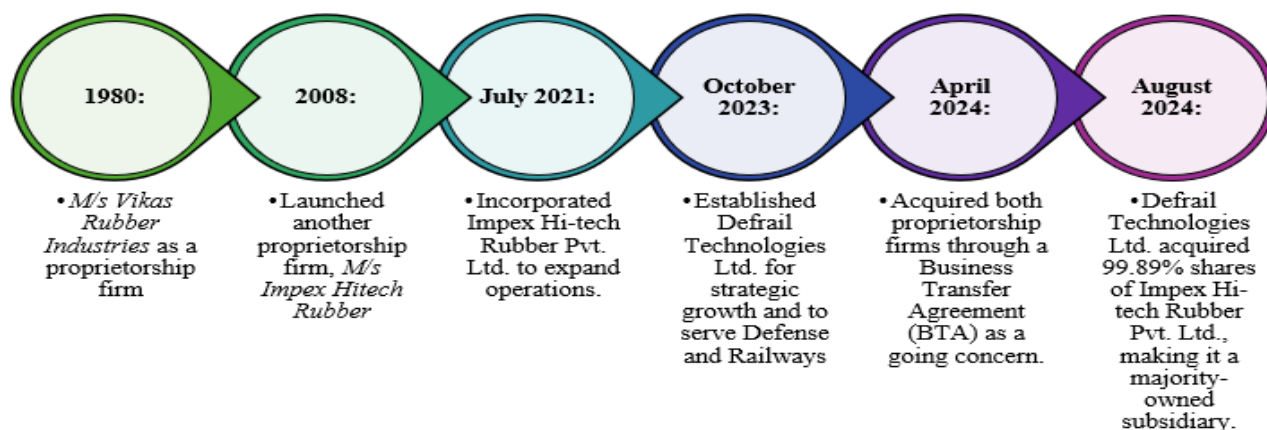 1980:
• M/s Vikas
Rubber
Industries as a
proprietorship
firm
2008:
• Launched
another
proprietorship
firm, M/s
Impex Hitech
Rubber
July 2021:
• Incorporated
Impex Hi-tech
Rubber Pvt.
Ltd. to expand
operations.
October
2023:
• Established
Defrail
Technologies
Ltd. for
strategic
growth and to
serve Defense
and Railways
April
2024:
• Acquired both
proprietorship
firms through a
Business
Transfer
Agreement
(BTA) as a
going concern.
August
2024:
• Defrail
Technologies
Ltd. acquired
99.89% shares
of Impex Hi-
tech Rubber
Pvt. Ltd.,
making it a
majority-
owned
subsidiary.